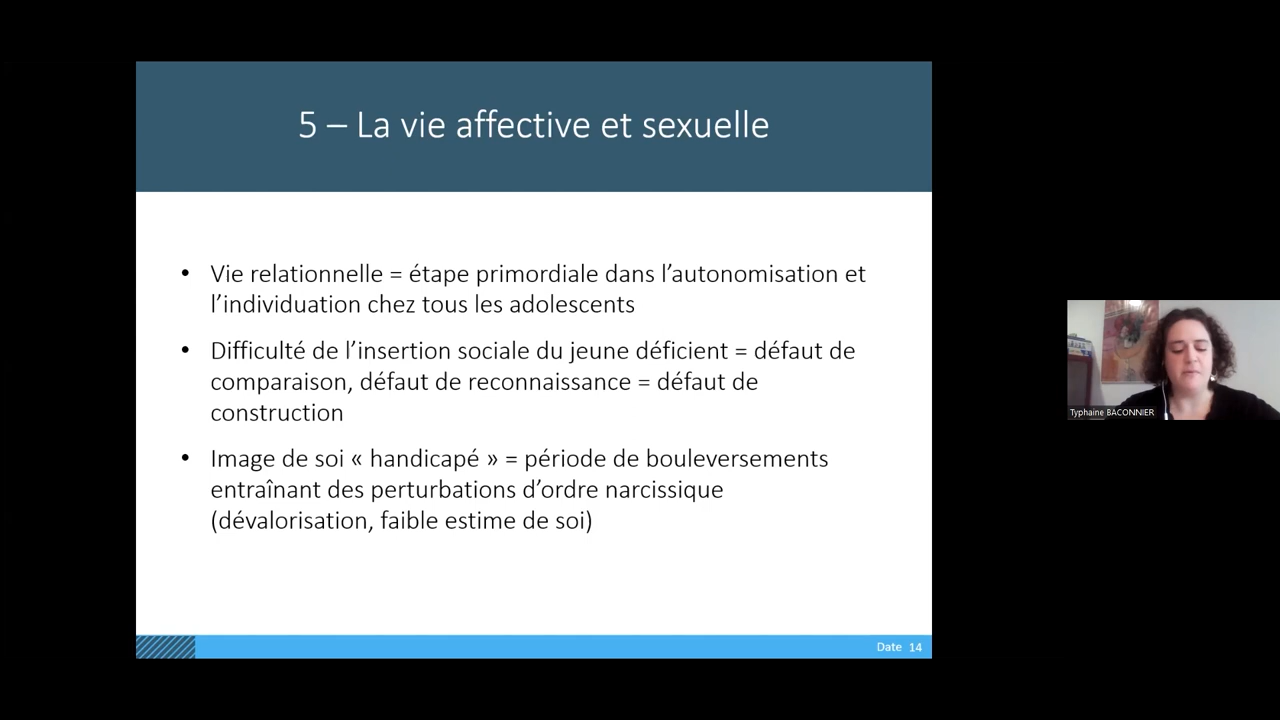 5 – La vie affective et sexuelle
• Vie relationnelle = étape primordiale dans l’autonomisation et
l’individuation chez tous les adolescents
• Difficulté de l’insertion sociale du jeune déficient = défaut de
comparaison, défaut de reconnaissance = défaut de
construction
• Image de soi « handicapé » = période de bouleversements
entraînant des perturbations d’ordre narcissique
(dévalorisation, faible estime de soi)
Date 14
Typhaine BACONNIER